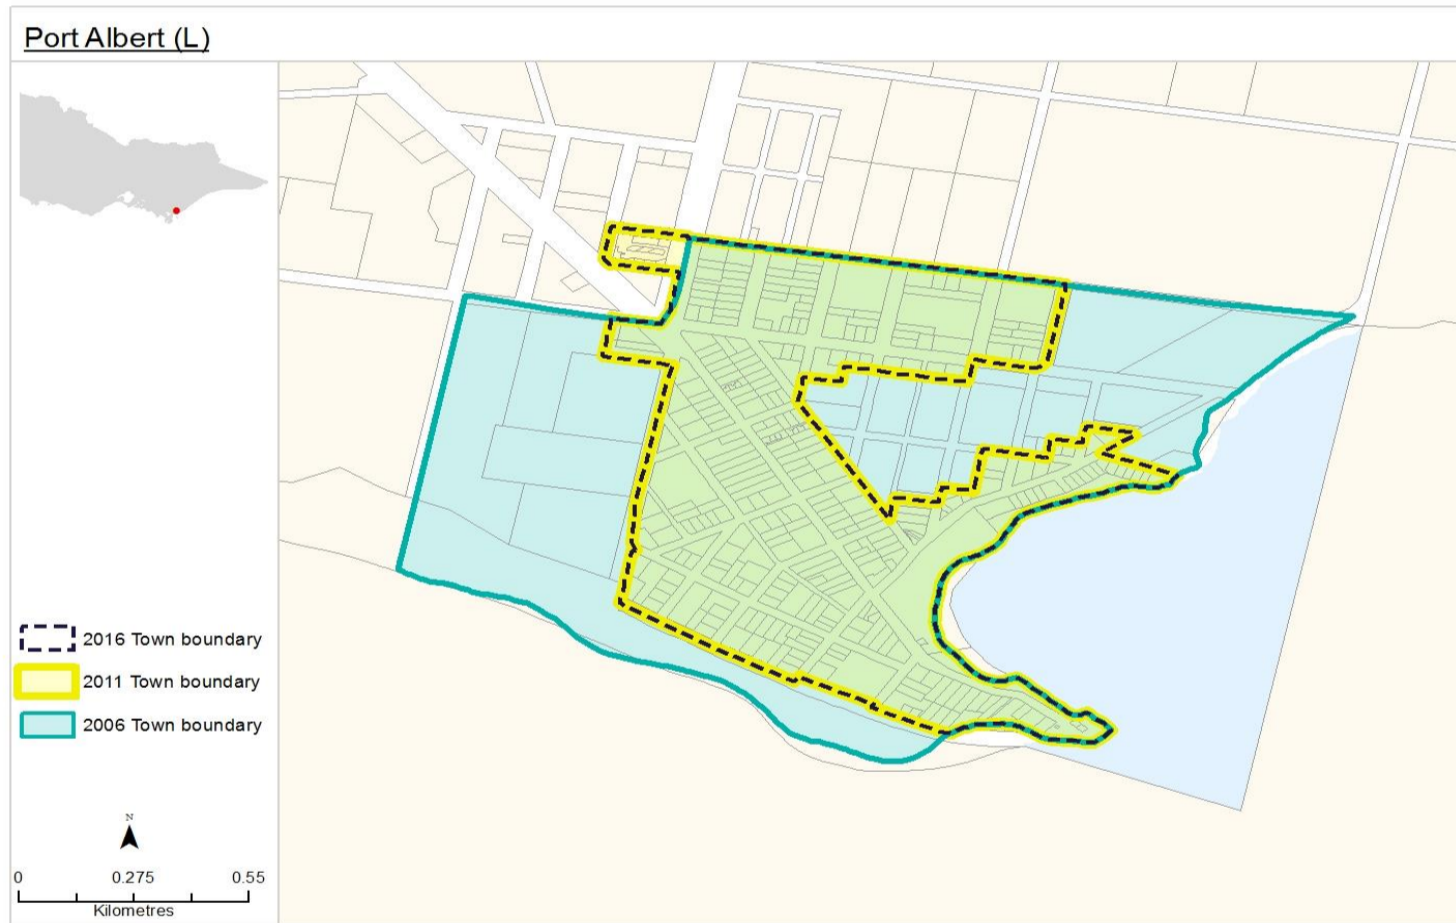 Port Albert (L)
2016 Town boundary
2011 Town boundary
2006 Town boundary
N
0 0.275 0.55
Kilometres